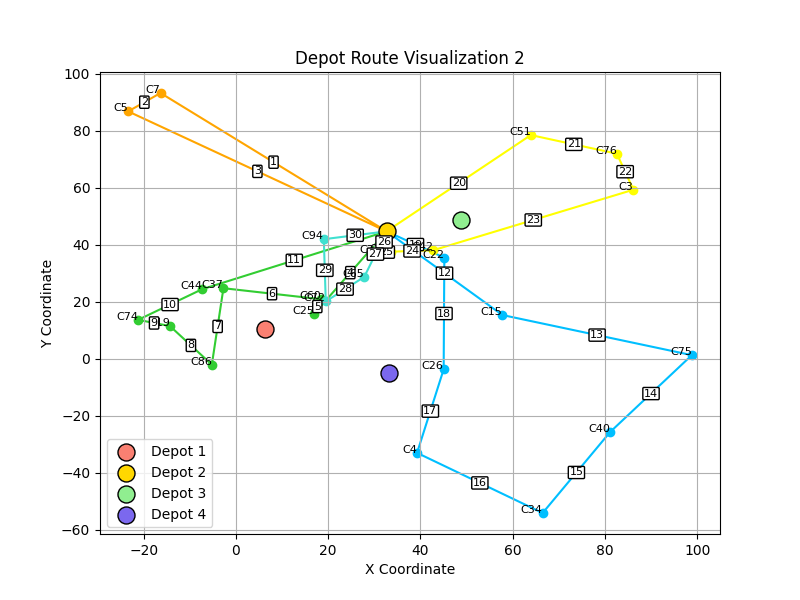 Depot Route Visualization 2
Y Coordinate
100
80
60
40
20
0
−20
−40
−60
C7
C5
2
1
3
C51
21
C76
22
C3
20
23
C94
30
26
27
24
C22
12
29
28
11
C44
C37
6
5
C25
10
C74
9
7
8
C86
18
C15
13
C75
C26
14
17
C40
C4
15
16
C34
Depot 1
Depot 2
Depot 3
Depot 4
−20
0
20
40
60
80
100
X Coordinate